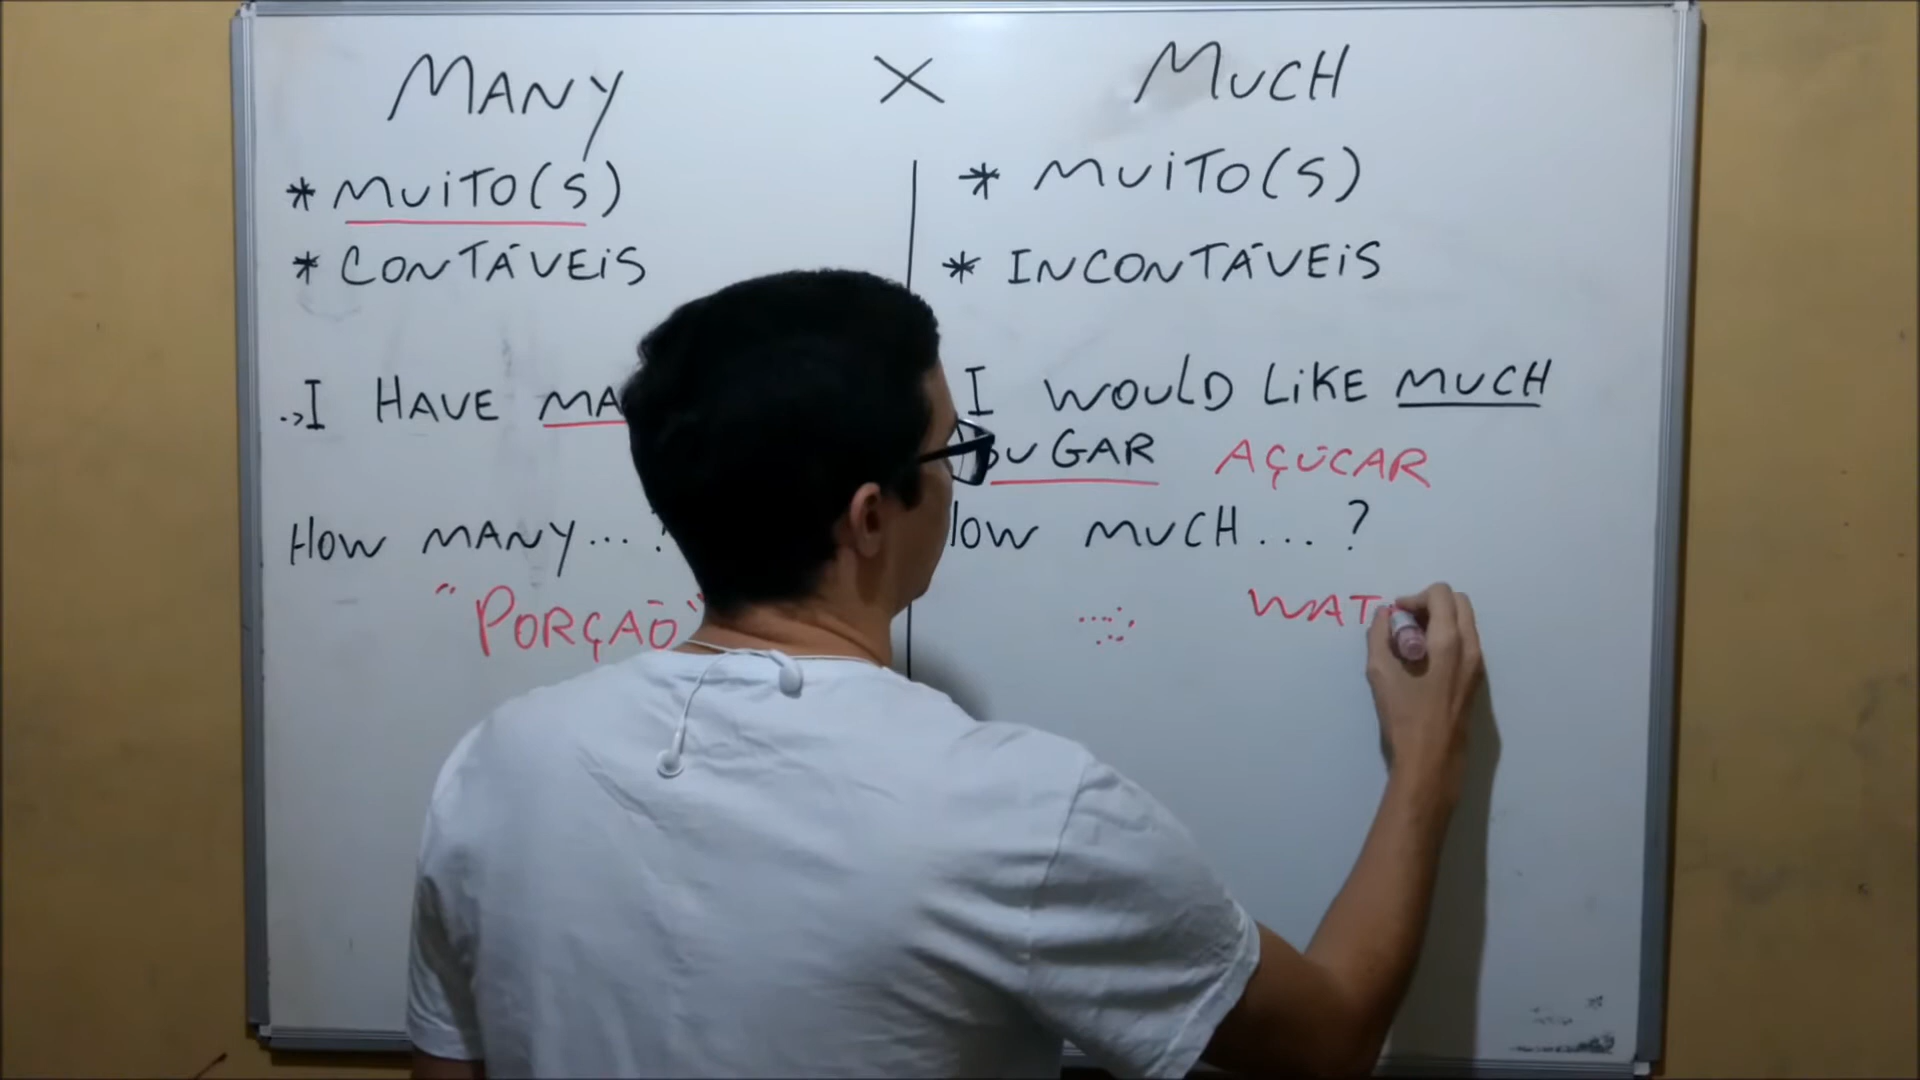 MANY X MUCH
* MUITO(S)
* CONTÁVEIS
.> I HAVE MA
HOW MANY... ?
"PORÇÃO"
* MUITO(S)
* INCONTÁVEIS
I WOULD LIKE MUCH
SUGAR AÇÚCAR
HOW MUCH... ?
WAT